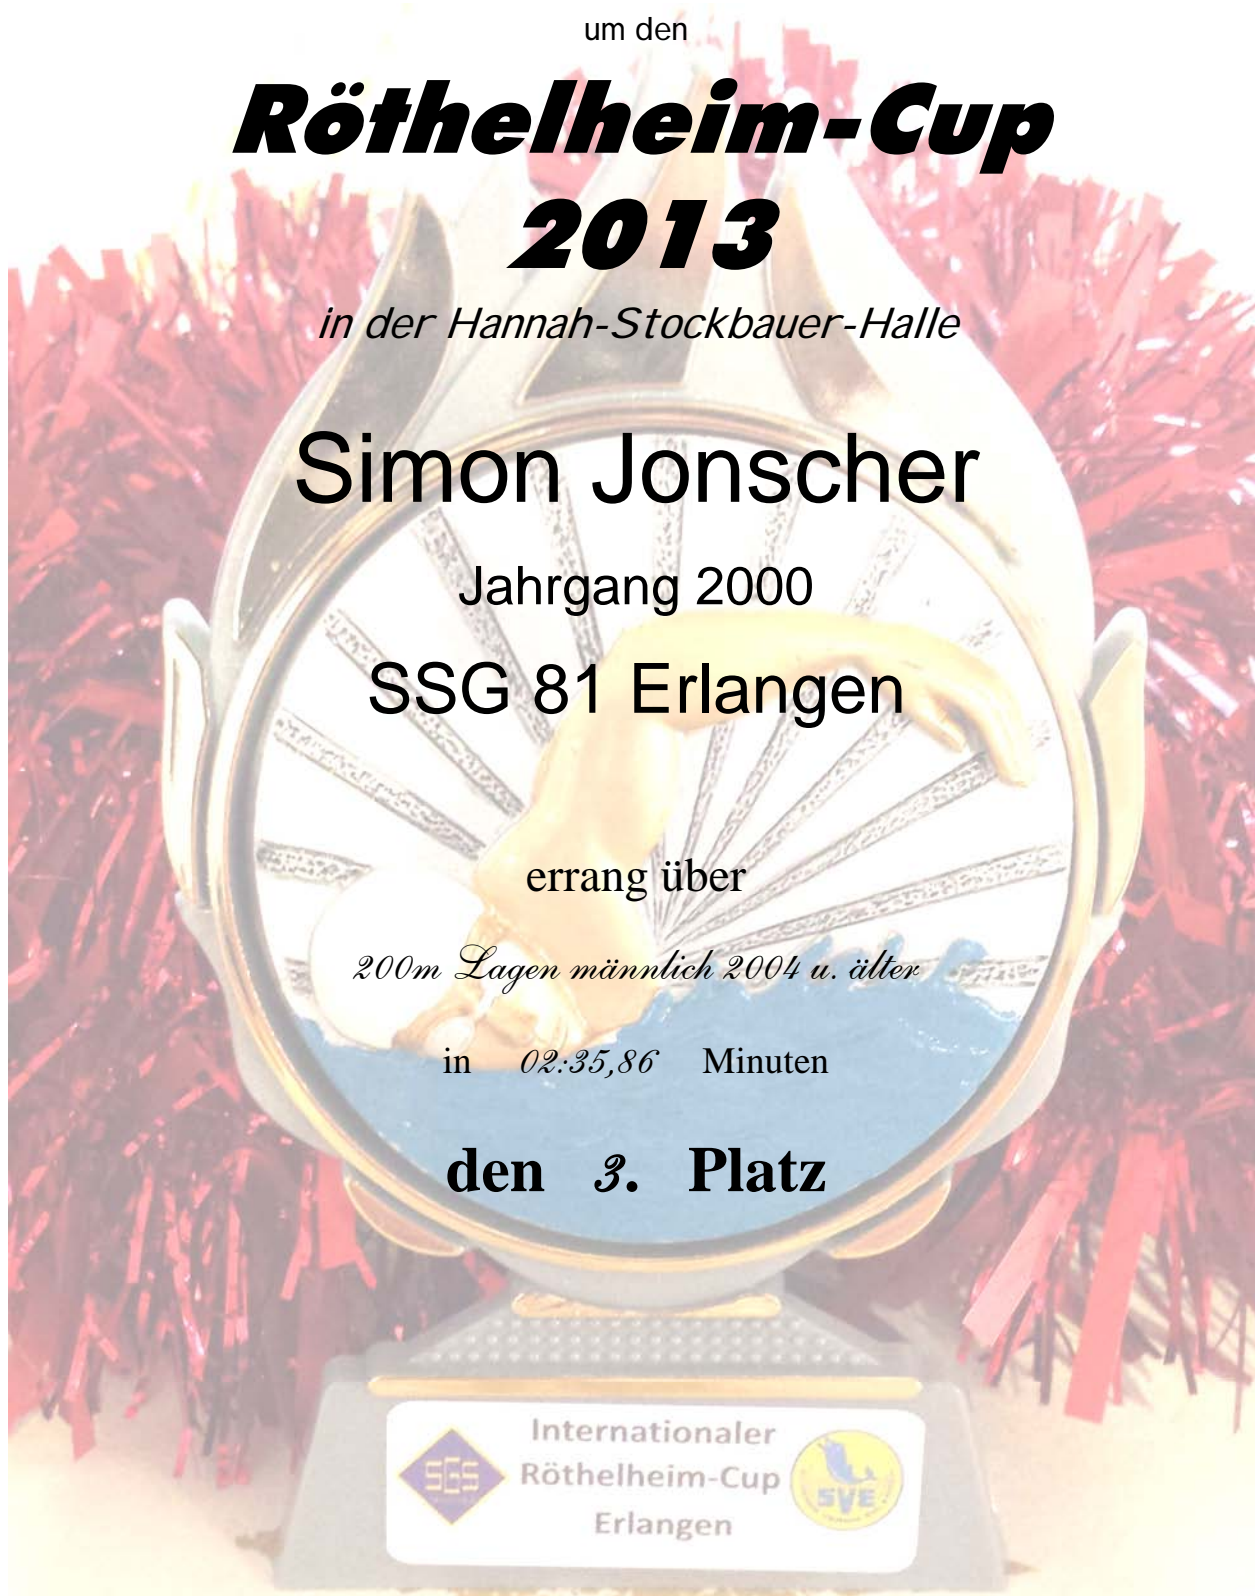 um den
Röthelheim-Cup
2013
in der Hannah-Stockbauer-Halle
Simon Jonscher
Jahrgang 2000
SSG 81 Erlangen
errang über
200m Lagen männlich 2004 u. älter
in 02:35,86 Minuten
den 3. Platz
Internationaler
SGS Röthelheim-Cup SVE
Erlangen